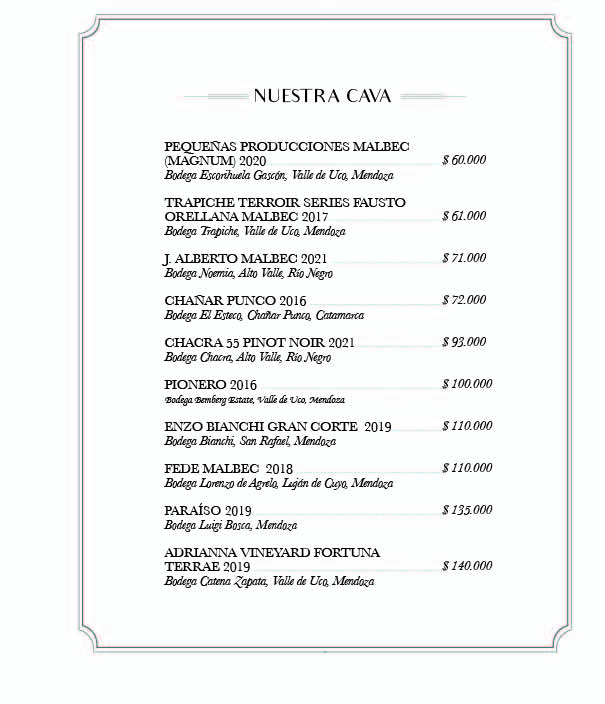 NUESTRA CAVA
PEQUEÑAS PRODUCCIONES MALBEC
(MAGNUM) 2020 $ 60.000
Bodega Escorihuela Gascón, Valle de Uco, Mendoza
TRAPICHE TERROIR SERIES FAUSTO
ORELLANA MALBEC 2017 $ 61.000
Bodega Trapiche, Valle de Uco, Mendoza
J. ALBERTO MALBEC 2021 $ 71.000
Bodega Noemia, Alto Valle, Río Negro
CHAÑAR PUNCO 2016 $ 72.000
Bodega El Esteco, Chañar Punco, Catamarca
CHACRA 55 PINOT NOIR 2021 $ 93.000
Bodega Chacra, Alto Valle, Río Negro
PIONERO 2016 $ 100.000
Bodega Bemberg Estate, Valle de Uco, Mendoza
ENZO BIANCHI GRAN CORTE 2019 $ 110.000
Bodega Bianchi, San Rafael, Mendoza
FEDE MALBEC 2018 $ 110.000
Bodega Lorenzo de Agrelo, Luján de Cuyo, Mendoza
PARAÍSO 2019 $ 135.000
Bodega Luigi Bosca, Mendoza
ADRIANNA VINEYARD FORTUNA
TERRAE 2019 $ 140.000
Bodega Catena Zapata, Valle de Uco, Mendoza